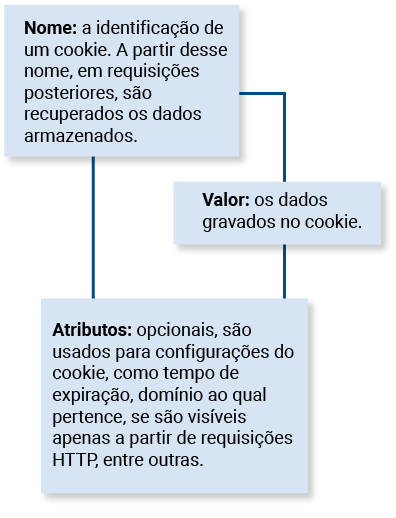 Nome: a identificação de
um cookie. A partir desse
nome, em requisições
posteriores, são
recuperados os dados
armazenados.
Valor: os dados
gravados no cookie.
Atributos: opcionais, são
usados para configurações do
cookie, como tempo de
expiração, domínio ao qual
pertence, se são visíveis
apenas a partir de requisições
HTTP, entre outras.